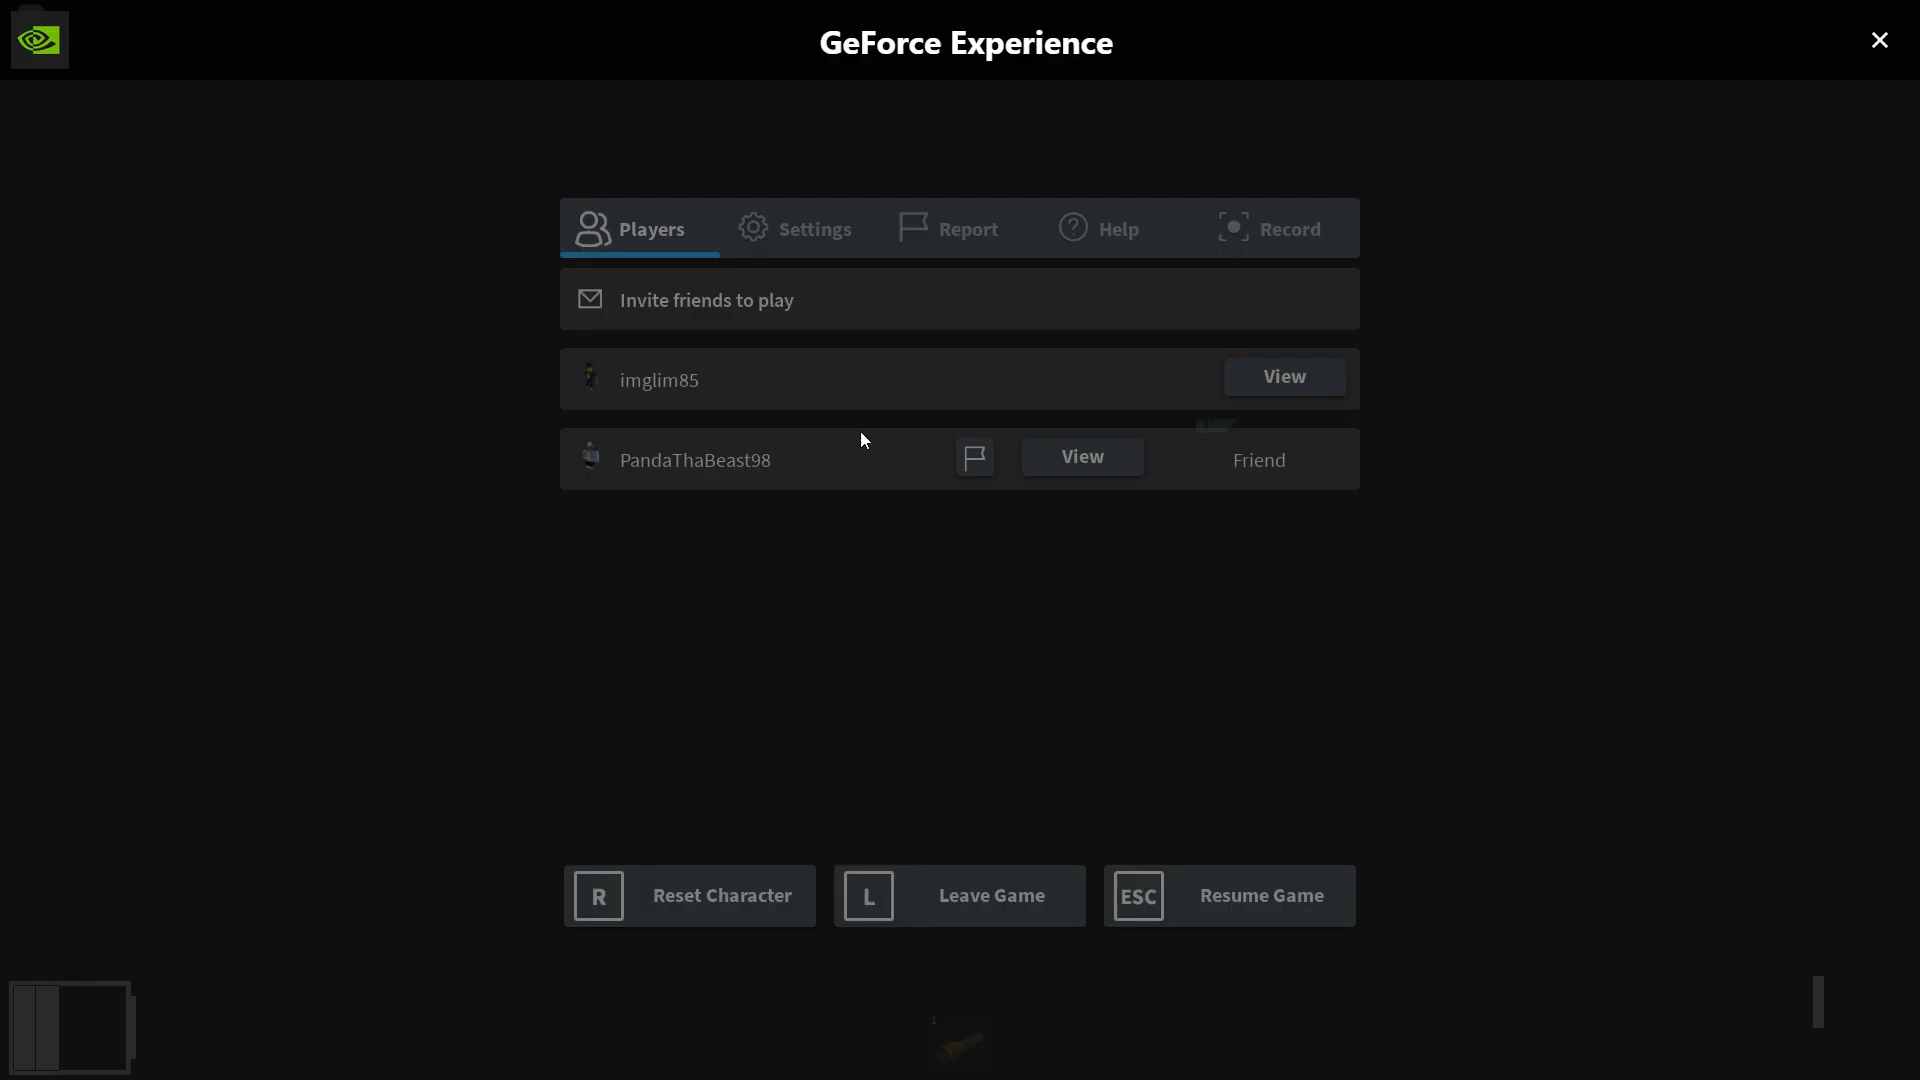 GeForce Experience
Players Settings Report Help Record
Invite friends to play
imglim85 View
PandaThaBeast98 View Friend
R Reset Character L Leave Game ESC Resume Game
1